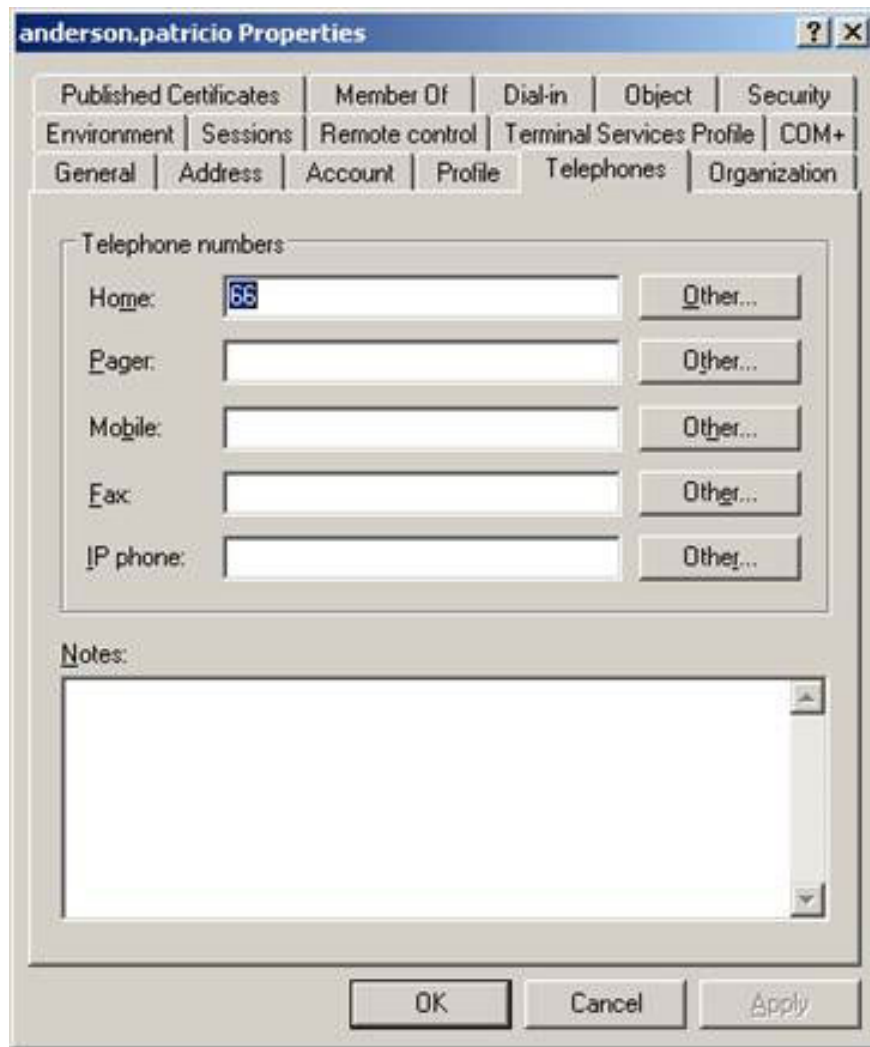 anderson.patricio Properties
Published Certificates Member Of Dial-in Object Security
Environment Sessions Remote control Terminal Services Profile COM+
General Address Account Profile Telephones Organization
Telephone numbers
Home: 66 Other...
Pager: Other...
Mobile: Other...
Fax: Other...
IP phone: Other...
Notes:
OK Cancel Apply